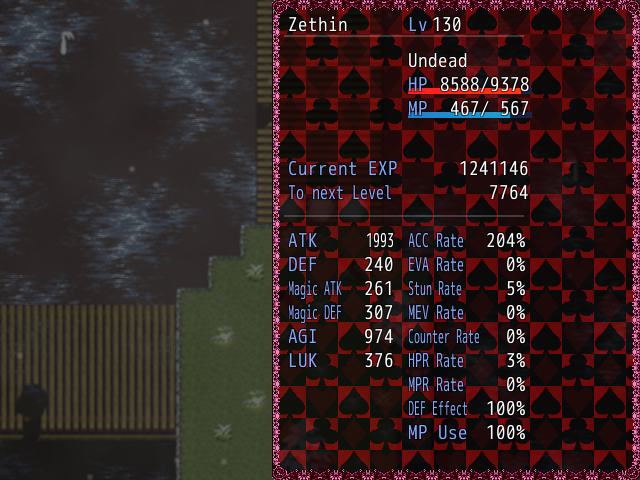 Zethin Lv 130
Undead
HP 8588/9378
MP 467/ 567
Current EXP 1241146
To next Level 7764
ATK 1993 ACC Rate 204%
DEF 240 EVA Rate 0%
Magic ATK 261 Stun Rate 5%
Magic DEF 307 MEV Rate 0%
AGI 974 Counter Rate 0%
LUK 376 HPR Rate 3%
MPR Rate 0%
DEF Effect 100%
MP Use 100%